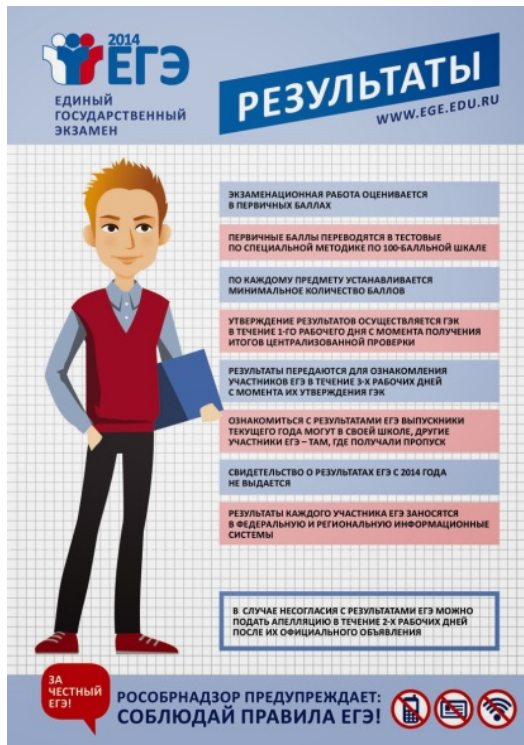 2014
ЕГЭ
ЕДИНЫЙ
ГОСУДАРСТВЕННЫЙ
ЭКЗАМЕН
РЕЗУЛЬТАТЫ
WWW.EGE.EDU.RU
ЭКЗАМЕНАЦИОННАЯ РАБОТА ОЦЕНИВАЕТСЯ
В ПЕРВИЧНЫХ БАЛЛАХ
ПЕРВИЧНЫЕ БАЛЛЫ ПЕРЕВОДЯТСЯ В ТЕСТОВЫЕ
ПО СПЕЦИАЛЬНОЙ МЕТОДИКЕ ПО 100-БАЛЛЬНОЙ ШКАЛЕ
ПО КАЖДОМУ ПРЕДМЕТУ УСТАНАВЛИВАЕТСЯ
МИНИМАЛЬНОЕ КОЛИЧЕСТВО БАЛЛОВ
УТВЕРЖДЕНИЕ РЕЗУЛЬТАТОВ ОСУЩЕСТВЛЯЕТСЯ ГЭК
В ТЕЧЕНИЕ 1-ГО РАБОЧЕГО ДНЯ С МОМЕНТА ПОЛУЧЕНИЯ
ИТОГОВ ЦЕНТРАЛИЗОВАННОЙ ПРОВЕРКИ
РЕЗУЛЬТАТЫ ПЕРЕДАЮТСЯ ДЛЯ ОЗНАКОМЛЕНИЯ
УЧАСТНИКОВ ЕГЭ В ТЕЧЕНИЕ 3-Х РАБОЧИХ ДНЕЙ
С МОМЕНТА ИХ УТВЕРЖДЕНИЯ ГЭК
ОЗНАКОМИТЬСЯ С РЕЗУЛЬТАТАМИ ЕГЭ ВЫПУСКНИКИ
ТЕКУЩЕГО ГОДА МОГУТ В СВОЕЙ ШКОЛЕ, ДРУГИЕ
УЧАСТНИКИ ЕГЭ – ТАМ, ГДЕ ПОЛУЧАЛИ ПРОПУСК
СВИДЕТЕЛЬСТВО О РЕЗУЛЬТАТАХ ЕГЭ С 2014 ГОДА
НЕ ВЫДАЕТСЯ
РЕЗУЛЬТАТЫ КАЖДОГО УЧАСТНИКА ЕГЭ ЗАНОСЯТСЯ
В ФЕДЕРАЛЬНУЮ И РЕГИОНАЛЬНУЮ ИНФОРМАЦИОННЫЕ
СИСТЕМЫ
В СЛУЧАЕ НЕСОГЛАСИЯ С РЕЗУЛЬТАТАМИ ЕГЭ МОЖНО
ПОДАТЬ АПЕЛЛЯЦИЮ В ТЕЧЕНИЕ 2-Х РАБОЧИХ ДНЕЙ
ПОСЛЕ ИХ ОФИЦИАЛЬНОГО ОБЪЯВЛЕНИЯ
ЗА
ЧЕСТНЫЙ
ЕГЭ!
РОСОБРНАДЗОР ПРЕДУПРЕЖДАЕТ:
СОБЛЮДАЙ ПРАВИЛА ЕГЭ!